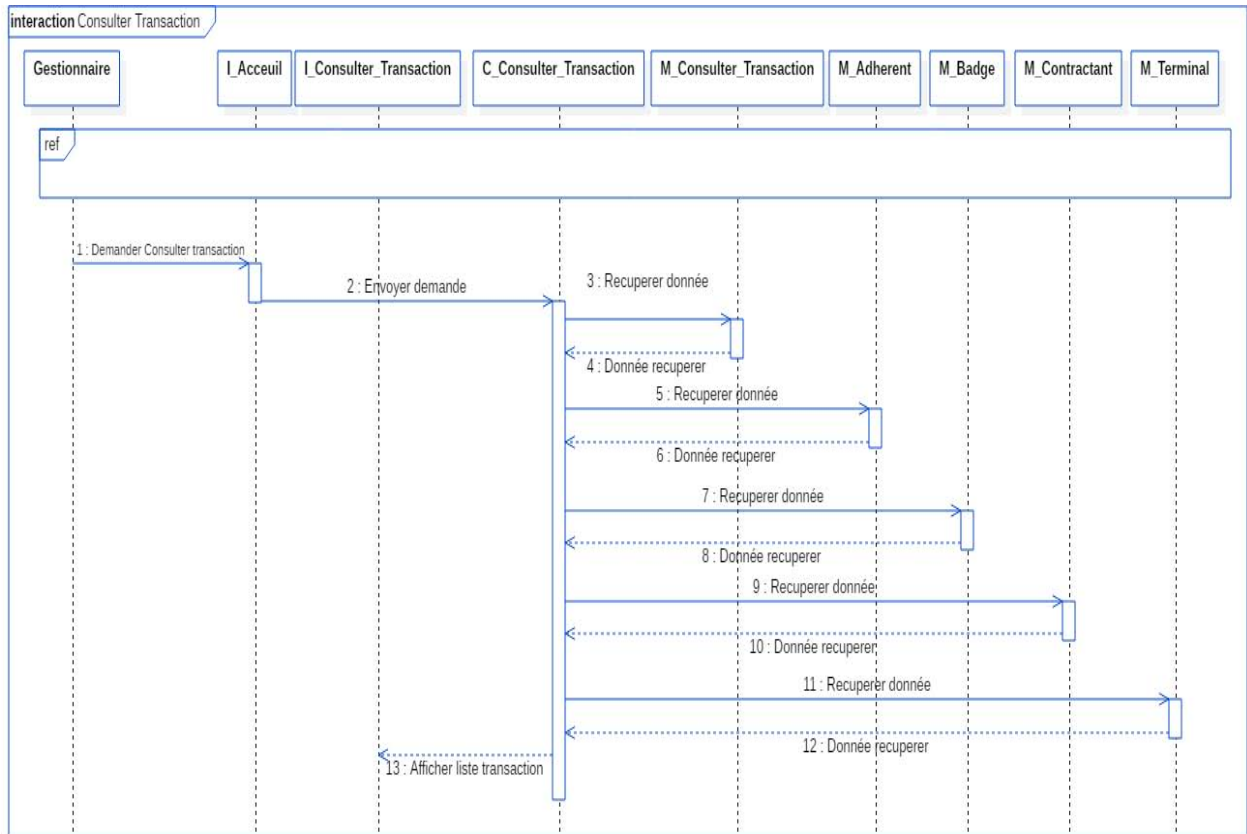 interaction Consulter Transaction
Gestionnaire
I_Acceuil
I_Consulter_Transaction
C_Consulter_Transaction
M_Consulter_Transaction
M_Adherent
M_Badge
M_Contractant
M_Terminal
ref
1 : Demander Consulter transaction
2 : Envoyer demande
3 : Recuperer donnée
4 : Donnée recuperer
5 : Recuperer donnée
6 : Donnée recuperer
7 : Recuperer donnée
8 : Donnée recuperer
9 : Recuperer donnée
10 : Donnée recuperer
11 : Recuperer donnée
12 : Donnée recuperer
13 : Afficher liste transaction